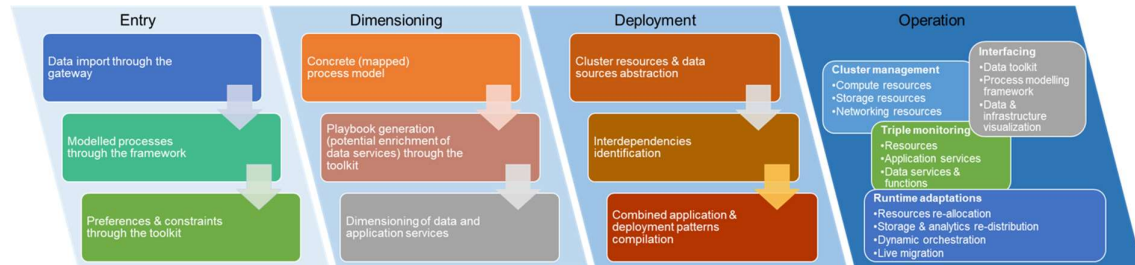 Entry
Data import through the
gateway
Modelled processes
through the framework
Preferences & constraints
through the toolkit
Dimensioning
Concrete (mapped)
process model
Playbook generation
(potential enrichment of
data services) through the
toolkit
Dimensioning of data and
application services
Deployment
Cluster resources & data
sources abstraction
Interdependencies
identification
Combined application &
deployment patterns
compilation
Operation
Interfacing
•Data toolkit
•Process modelling
framework
•Data &
infrastructure
visualization
Cluster management
•Compute resources
•Storage resources
•Networking resources
Triple monitoring
•Resources
•Application services
•Data services &
functions
Runtime adaptations
•Resources re-allocation
•Storage & analytics re-distribution
•Dynamic orchestration
•Live migration